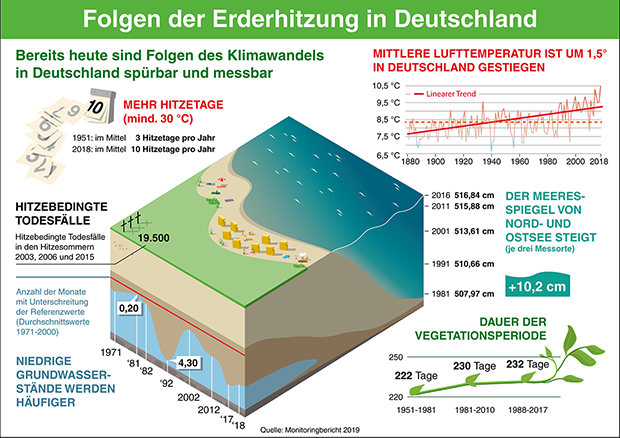 Folgen der Erderhitzung in Deutschland
Bereits heute sind Folgen des Klimawandels
in Deutschland spürbar und messbar
10
MEHR HITZETAGE
(mind. 30 °C)
1951: im Mittel 3 Hitzetage pro Jahr
2018: im Mittel 10 Hitzetage pro Jahr
MITTLERE LUFTTEMPERATUR IST UM 1,5°
IN DEUTSCHLAND GESTIEGEN
10,5 °C
9,5 °C
8,5 °C
7,5 °C
6,5 °C
Linearer Trend
1880 1900 1920 1940 1960 1980 2000 2018
HITZEBEDINGTE
TODESFÄLLE
Hitzebedingte Todesfälle
in den Hitzesommern
2003, 2006 und 2015
19.500
2016 516,84 cm
2011 515,88 cm
2001 513,61 cm
1991 510,66 cm
1981 507,97 cm
DER MEERES-
SPIEGEL VON
NORD- UND
OSTSEE STEIGT
(je drei Messorte)
+10,2 cm
Anzahl der Monate
mit Unterschreitung
der Referenzwerte
(Durchschnittswerte
1971-2000)
NIEDRIGE
GRUNDWASSER-
STÄNDE WERDEN
HÄUFIGER
0,20
4,30
1971
'81
'82
'92
2002
2012
'17
'18
DAUER DER
VEGETATIONSPERIODE
250
200
222 Tage
230 Tage
232 Tage
1951-1981 1981-2010 1988-2017
Quelle: Monitoringbericht 2019